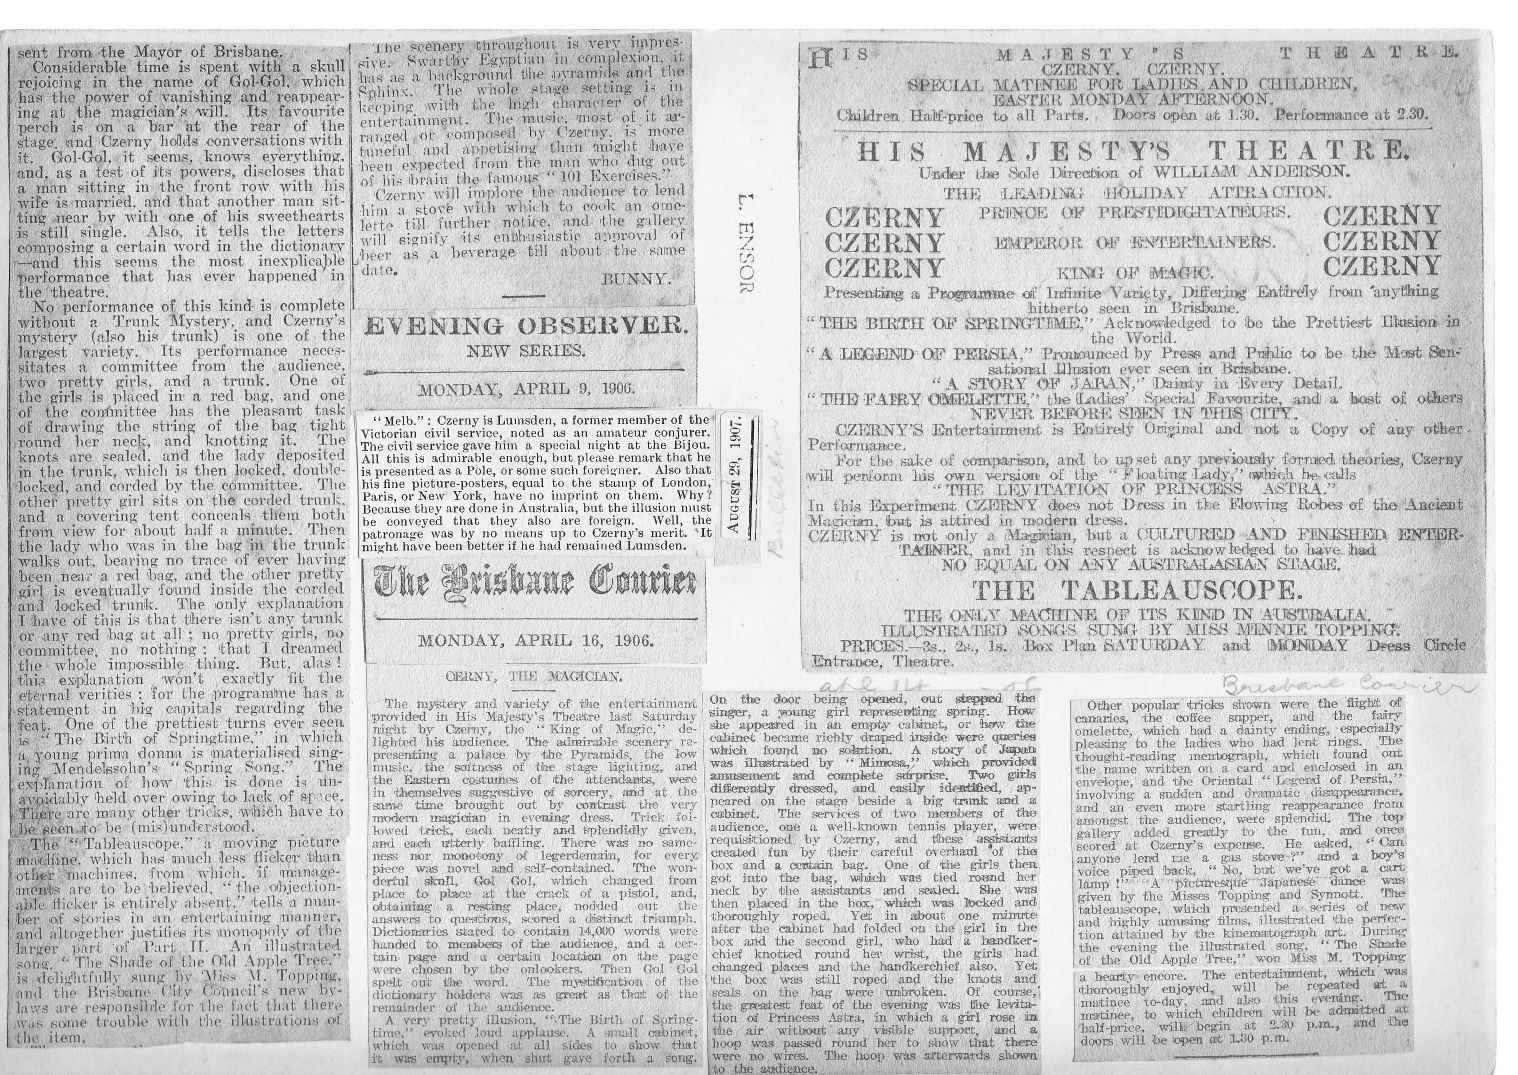 sent from the Mayor of Brisbane.
Considerable time is spent with a skull
rejoicing in the name of Gol-Gol, which
has the power of vanishing and reappear-
ing at the magician's will. Its favourite
perch is on a bar at the rear of the
stage, and Czerny holds conversations with
it. Gol-Gol, it seems, knows everything,
and, as a test of its powers, discloses that
a man sitting in the front row with his
wife is married, and that another man sit-
ting near by with one of his sweethearts
is still single. Also, it tells the letters
composing a certain word in the dictionary
—and this seems the most inexplicable
performance that has ever happened in
the theatre.
No performance of this kind is complete
without a Trunk Mystery, and Czerny's
mystery (also his trunk) is one of the
largest variety. Its performance neces-
sitates a committee from the audience,
two pretty girls, and a trunk. One of
the girls is placed in a red bag, and one
of the committee has the pleasant task
of drawing the string of the bag tight
round her neck, and knotting it. The
knots are sealed, and the lady deposited
in the trunk, which is then locked, double-
locked, and corded by the committee. The
other pretty girl sits on the corded trunk,
and a covering tent conceals them both
from view for about half a minute. Then
the lady who was in the bag in the trunk
walks out, bearing no trace of ever having
been near a red bag, and the other pretty
girl is eventually found inside the corded
and locked trunk. The only explanation
I have of this is that there isn't any trunk
or any red bag at all; no pretty girls, no
committee, no nothing; that I dreamed
the whole impossible thing. But, alas!
this explanation won't exactly fit the
eternal verities; for the programme has a
statement in big capitals regarding the
feat. One of the prettiest turns ever seen
is "The Birth of Springtime," in which
a young prima donna is materialised sing-
ing Mendelssohn's "Spring Song." The
explanation of how this is done is un-
avoidably held over owing to lack of space.
There are many other tricks, which have to
be seen to be (mis)understood.
The "Tableauscope," a moving picture
machine, which has much less flicker than
other machines, from which, if manage-
ments are to be believed, "the objection-
able flicker is entirely absent," tells a num-
ber of stories in an entertaining manner,
and altogether justifies its monopoly of the
larger part of Part II. An illustrated
song, "The Shade of the Old Apple Tree,"
is delightfully sung by Miss M. Topping,
and the Brisbane City Council's new by-
laws are responsible for the fact that there
was some trouble with the illustrations of
the item.
The scenery throughout is very impres-
sive. Swarthy Egyptian in complexion, it
has as a background the pyramids and the
Sphinx. The whole stage setting is in
keeping with the high character of the
entertainment. The music, most of it ar-
ranged or composed by Czerny, is more
tuneful and appetising than might have
been expected from the man who dug out
of his brain the famous "101 Exercises."
Czerny will implore the audience to lend
him a stove with which to cook an ome-
lette till further notice, and the gallery
will signify its enthusiastic approval of
beer as a beverage till about the same
date.
BUNNY.
EVENING OBSERVER.
NEW SERIES.
MONDAY, APRIL 9, 1906.
"Melb.": Czerny is Lumsden, a former member of the
Victorian civil service, noted as an amateur conjurer.
The civil service gave him a special night at the Bijou.
All this is admirable enough, but please remark that he
is presented as a Pole, or some such foreigner. Also that
his fine picture-posters, equal to the stamp of London,
Paris, or New York, have no imprint on them. Why?
Because they are done in Australia, but the illusion must
be conveyed that they also are foreign. Well, the
patronage was by no means up to Czerny's merit. It
might have been better if he had remained Lumsden.
AUGUST 29, 1907.
Bulletin
L. ENSOR
The Brisbane Courier
MONDAY, APRIL 16, 1906.
CERNY, THE MAGICIAN.
The mystery and variety of the entertainment
provided in His Majesty's Theatre last Saturday
night by Czerny, the "King of Magic," de-
lighted his audience. The admirable scenery re-
presenting a palace by the Pyramids, the low
music, the softness of the stage lighting, and
the Eastern costumes of the attendants, were
in themselves suggestive of sorcery, and at the
same time brought out by contrast the very
modern magician in evening dress. Trick fol-
lowed trick, each neatly and splendidly given,
and each utterly baffling. There was no same-
ness nor monotony of legerdemain, for every
piece was novel and self-contained. The won-
derful skull, Gol Gol, which changed from
place to place at the crack of a pistol, and,
obtaining a resting place, nodded out the
answers to questions, scored a distinct triumph.
Dictionaries stated to contain 14,000 words were
handed to members of the audience, and a cer-
tain page and a certain location on the page
were chosen by the onlookers. Then Gol Gol
spelt out the word. The mystification of the
dictionary holders was as great as that of the
remainder of the audience.
A very pretty illusion, "The Birth of Spring-
time," evoked loud applause. A small cabinet,
which was opened at all sides to show that
it was empty, when shut gave forth a song.
On the door being opened, out stepped the
singer, a young girl representing spring. How
she appeared in an empty cabinet, or how the
cabinet became richly draped inside were queries
which found no solution. A story of Japan
was illustrated by "Mimosa," which provided
amusement and complete surprise. Two girls
differently dressed, and easily identified, ap-
peared on the stage beside a big trunk and a
cabinet. The services of two members of the
audience, one a well-known tennis player, were
requisitioned by Czerny, and these assistants
created fun by their careful overhaul of the
box and a certain bag. One of the girls then
got into the bag, which was tied round her
neck by the assistants and sealed. She was
then placed in the box, which was locked and
thoroughly roped. Yet in about one minute
after the cabinet had folded on the girl in the
box and the second girl, who had a handker-
chief knotted round her wrist, the girls had
changed places and the handkerchief also. Yet
the box was still roped and the knots and
seals on the bag were unbroken. Of course,
the greatest feat of the evening was the levita-
tion of Princess Astra, in which a girl rose in
the air without any visible support, and a
hoop was passed round her to show that there
were no wires. The hoop was afterwards shown
to the audience.
HIS MAJESTY'S THEATRE.
CZERNY. CZERNY.
SPECIAL MATINEE FOR LADIES AND CHILDREN,
EASTER MONDAY AFTERNOON.
Children Half-price to all Parts. Doors open at 1.30. Performance at 2.30.
HIS MAJESTY'S THEATRE.
Under the Sole Direction of WILLIAM ANDERSON.
THE LEADING HOLIDAY ATTRACTION.
CZERNY PRINCE OF PRESTIDIGITATEURS. CZERNY
CZERNY EMPEROR OF ENTERTAINERS. CZERNY
CZERNY KING OF MAGIC. CZERNY
Presenting a Programme of Infinite Variety, Differing Entirely from anything
hitherto seen in Brisbane.
"THE BIRTH OF SPRINGTIME," Acknowledged to be the Prettiest Illusion in
the World.
"A LEGEND OF PERSIA," Pronounced by Press and Public to be the Most Sen-
sational Illusion ever seen in Brisbane.
"A STORY OF JAPAN," Dainty in Every Detail.
"THE FAIRY OMELETTE," the Ladies' Special Favourite, and a host of others
NEVER BEFORE SEEN IN THIS CITY.
CZERNY'S Entertainment is Entirely Original and not a Copy of any other
Performance.
For the sake of comparison, and to upset any previously formed theories, Czerny
will perform his own version of the "Floating Lady," which he calls
"THE LEVITATION OF PRINCESS ASTRA."
In this Experiment CZERNY does not Dress in the Flowing Robes of the Ancient
Magician, but is attired in modern dress.
CZERNY is not only a Magician, but a CULTURED AND FINISHED ENTER-
TAINER, and in this respect is acknowledged to have had
NO EQUAL ON ANY AUSTRALASIAN STAGE.
THE TABLEAUSCOPE.
THE ONLY MACHINE OF ITS KIND IN AUSTRALIA,
ILLUSTRATED SONGS SUNG BY MISS MINNIE TOPPING.
PRICES.—3s., 2s., 1s. Box Plan SATURDAY and MONDAY Dress Circle
Entrance, Theatre.
Brisbane Courier
Other popular tricks shown were the flight of
canaries, the coffee supper, and the fairy
omelette, which had a dainty ending, especially
pleasing to the ladies who had lent rings. The
thought-reading mentograph, which found out
the name written on a card and enclosed in an
envelope, and the Oriental "Legend of Persia,"
involving a sudden and dramatic disappearance,
and an even more startling reappearance from
amongst the audience, were splendid. The top
gallery added greatly to the fun, and once
scored at Czerny's expense. He asked, "Can
anyone lend me a gas stove?" and a boy's
voice piped back, "No, but we've got a cart
lamp!" A picturesque Japanese dance was
given by the Misses Topping and Synnott. The
tableauscope, which presented a series of new
and highly amusing films, illustrated the perfec-
tion attained by the kinematograph art. During
the evening the illustrated song, "The Shade
of the Old Apple Tree," won Miss M. Topping
a hearty encore. The entertainment, which was
thoroughly enjoyed, will be repeated at a
matinee to-day, and also this evening. The
matinee, to which children will be admitted at
half-price, will begin at 2.30 p.m., and the
doors will be open at 1.30 p.m.